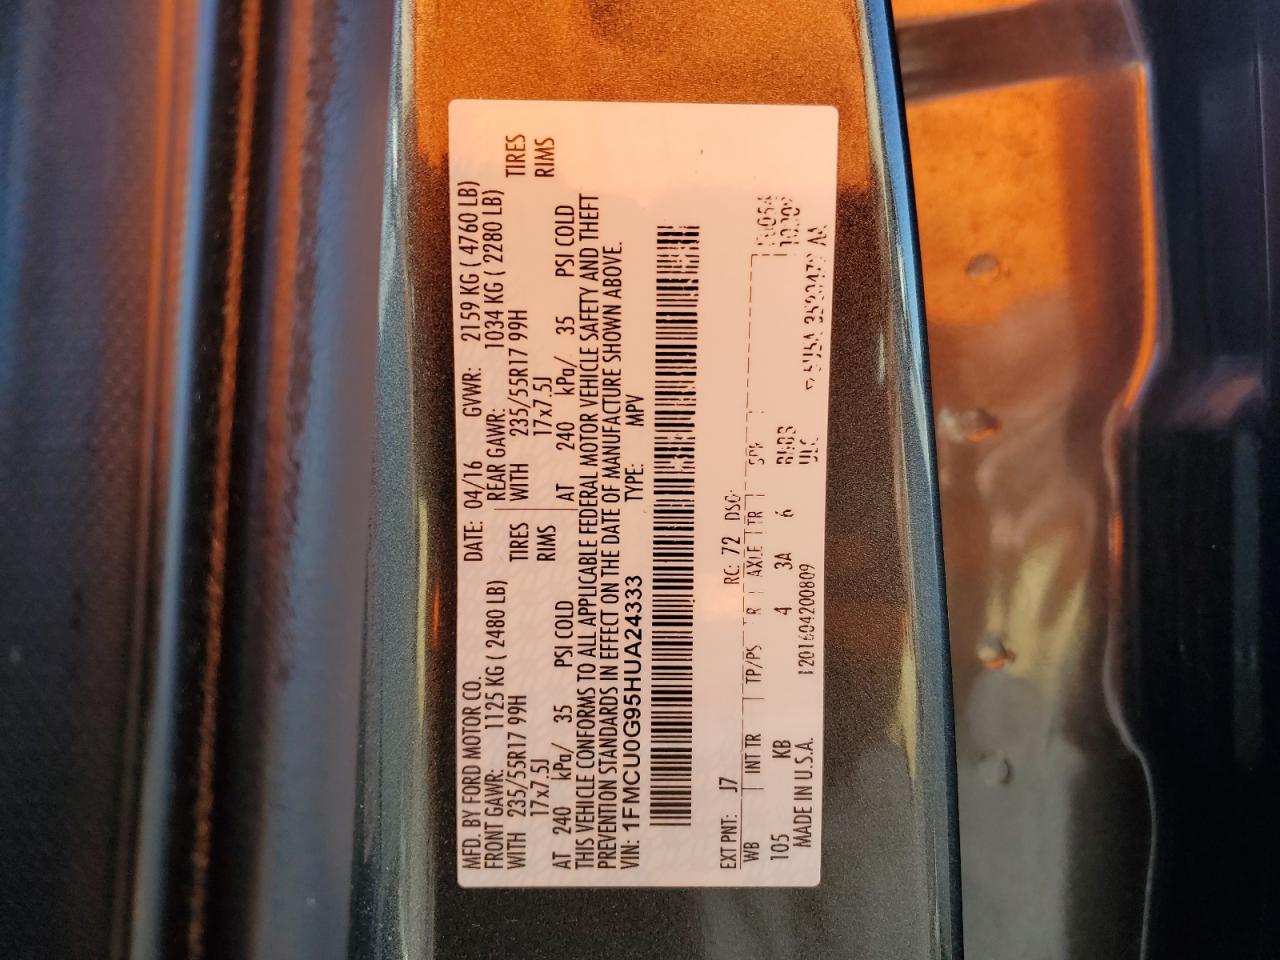 MFD. BY FORD MOTOR CO.
DATE: 04/16 GVWR: 2159 KG ( 4760 LB)
FRONT GAWR: 1125 KG ( 2480 LB)
REAR GAWR: 1034 KG ( 2280 LB)
WITH 235/55R17 99H TIRES
WITH 235/55R17 99H TIRES
17x7.5J RIMS
17x7.5J RIMS
AT 240 kPa/ 35 PSI COLD
AT 240 kPa/ 35 PSI COLD
THIS VEHICLE CONFORMS TO ALL APPLICABLE FEDERAL MOTOR VEHICLE SAFETY AND THEFT
PREVENTION STANDARDS IN EFFECT ON THE DATE OF MANUFACTURE SHOWN ABOVE.
VIN: 1FMCU0G95HUA24333 TYPE: MPV
EXT PNT: J7 RC: 72 DSO:
WB INT TR TP/PS R AXLE TR SPR
105 KB 4 3A 6
MADE IN U.S.A. 1201604200809